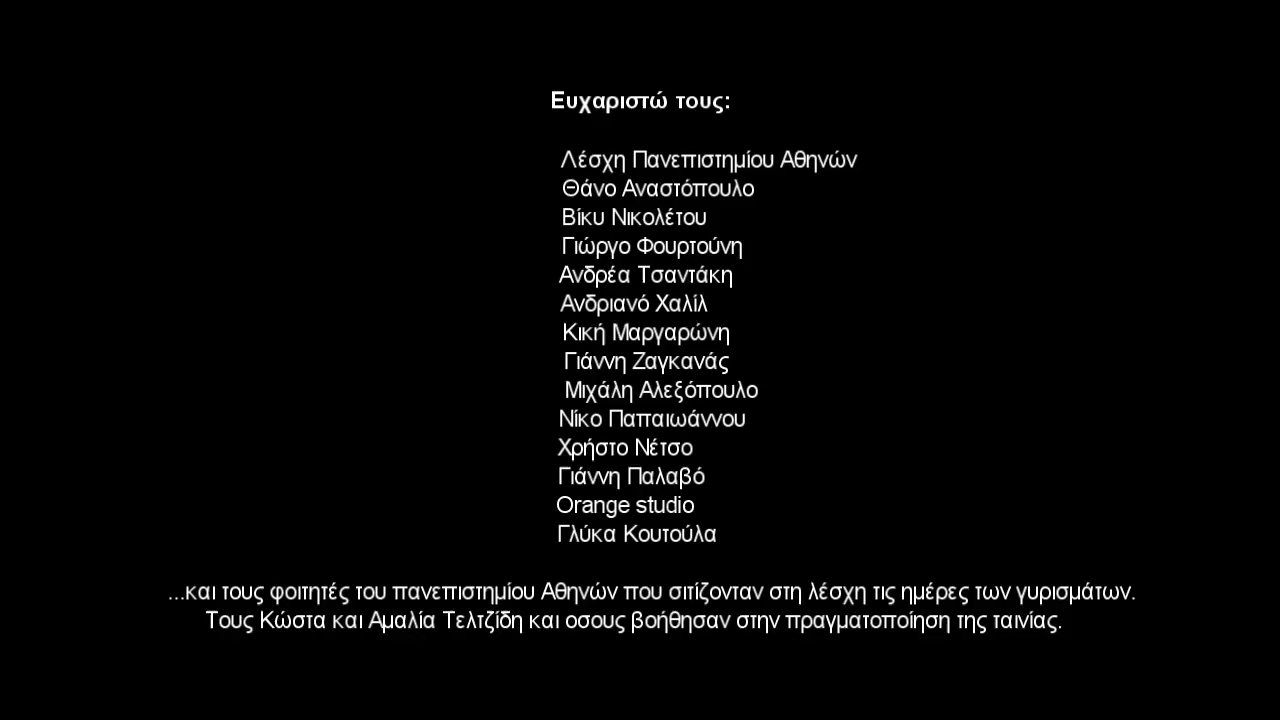 Ευχαριστώ τους:
Λέσχη Πανεπιστημίου Αθηνών
Θάνο Αναστόπουλο
Βίκυ Νικολέτου
Γιώργο Φουρτούνη
Ανδρέα Τσαντάκη
Ανδριανό Χαλίλ
Κική Μαργαρώνη
Γιάννη Ζαγκανάς
Μιχάλη Αλεξόπουλο
Νίκο Παπαιωάννου
Χρήστο Νέτσο
Γιάννη Παλαβό
Orange studio
Γλύκα Κουτούλα
...και τους φοιτητές του πανεπιστημίου Αθηνών που σιτίζονταν στη λέσχη τις ημέρες των γυρισμάτων.
Τους Κώστα και Αμαλία Τελτζίδη και οσους βοήθησαν στην πραγματοποίηση της ταινίας.